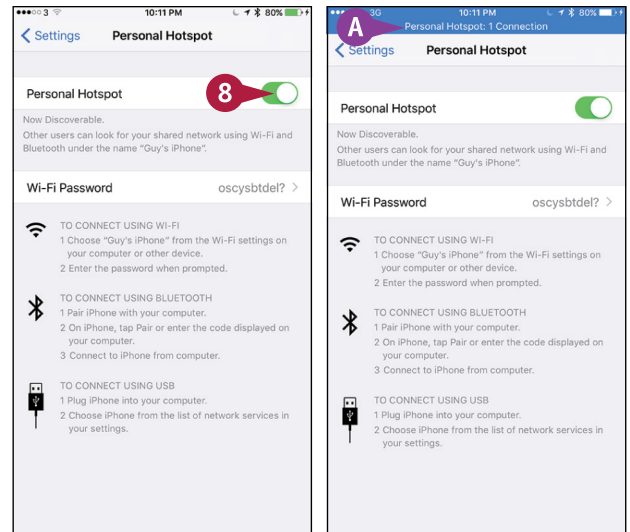 3
10:11 PM
80%
Settings
Personal Hotspot
Personal Hotspot
8
Now Discoverable.
Other users can look for your shared network using Wi-Fi and
Bluetooth under the name "Guy's iPhone".
Wi-Fi Password
oscysbtdel? >
TO CONNECT USING WI-FI
1 Choose "Guy's iPhone" from the Wi-Fi settings on
your computer or other device.
2 Enter the password when prompted.
TO CONNECT USING BLUETOOTH
1 Pair iPhone with your computer.
2 On iPhone, tap Pair or enter the code displayed on
your computer.
3 Connect to iPhone from computer.
TO CONNECT USING USB
1 Plug iPhone into your computer.
2 Choose iPhone from the list of network services in
your settings.
3G
10:11 PM
80%
A
Personal Hotspot: 1 Connection
Settings
Personal Hotspot
Personal Hotspot
Now Discoverable.
Other users can look for your shared network using Wi-Fi and
Bluetooth under the name "Guy's iPhone".
Wi-Fi Password
oscysbtdel? >
TO CONNECT USING WI-FI
1 Choose "Guy's iPhone" from the Wi-Fi settings on
your computer or other device.
2 Enter the password when prompted.
TO CONNECT USING BLUETOOTH
1 Pair iPhone with your computer.
2 On iPhone, tap Pair or enter the code displayed on
your computer.
3 Connect to iPhone from computer.
TO CONNECT USING USB
1 Plug iPhone into your computer.
2 Choose iPhone from the list of network services in
your settings.